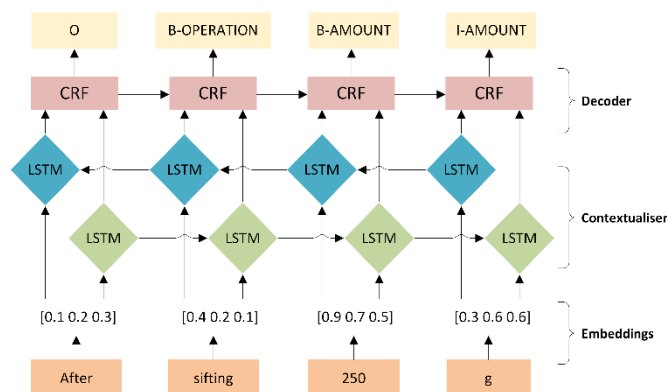 O B-OPERATION B-AMOUNT I-AMOUNT
CRF CRF CRF CRF
Decoder
LSTM LSTM LSTM LSTM
Contextualiser
LSTM LSTM LSTM LSTM
[0.1 0.2 0.3] [0.4 0.2 0.1] [0.9 0.7 0.5] [0.3 0.6 0.6]
Embeddings
After sifting 250 g